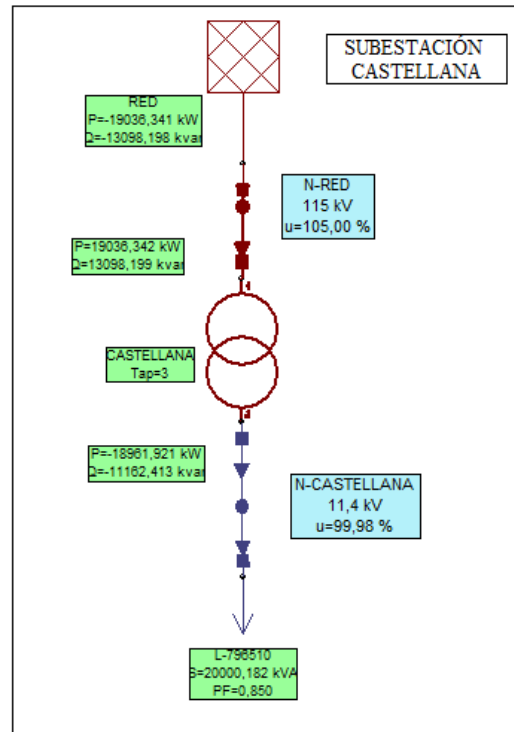 SUBESTACIÓN
CASTELLANA
RED
P=-19036,341 kW
Q=-13098,198 kvar
N-RED
115 kV
u=105,00 %
P=19036,342 kW
Q=13098,199 kvar
CASTELLANA
Tap=3
P=-18961,921 kW
Q=-11162,413 kvar
N-CASTELLANA
11,4 kV
u=99,98 %
L-796510
S=20000,182 kVA
PF=0,850